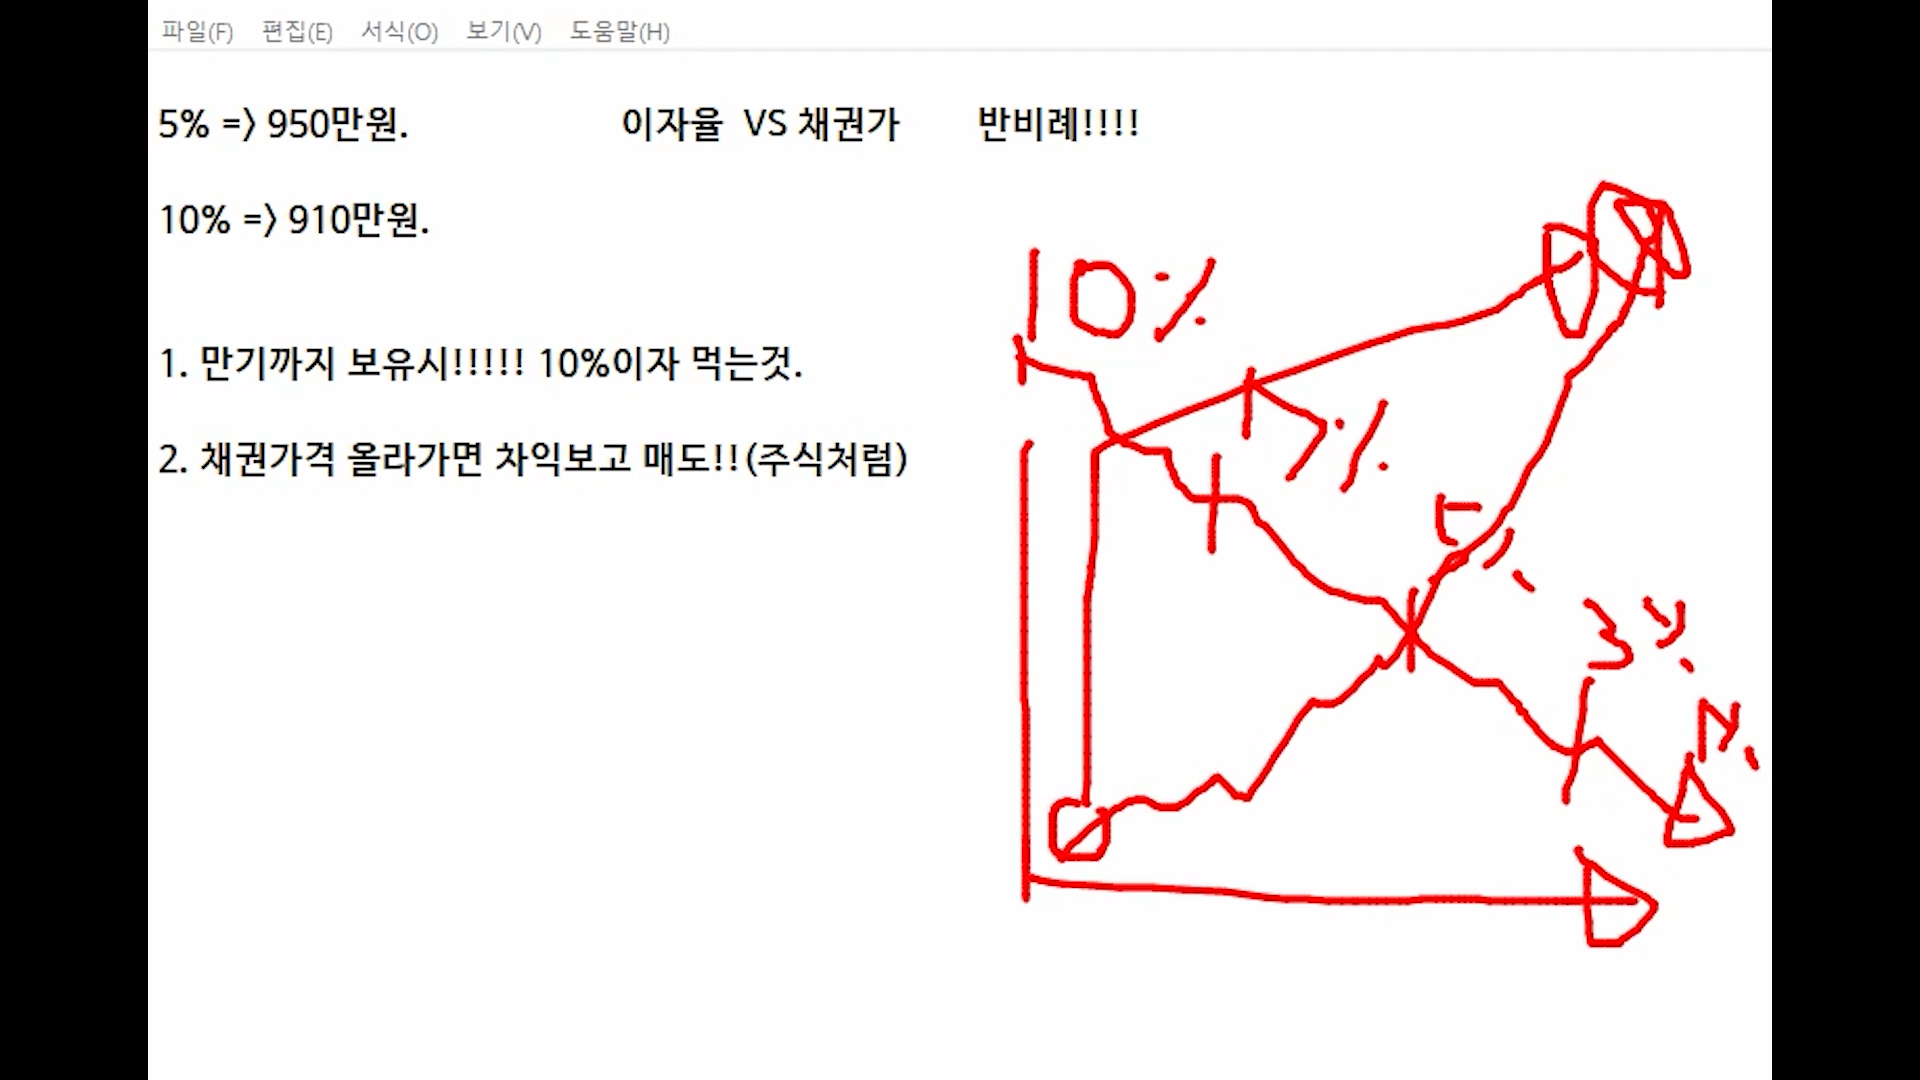 파일(F) 편집(E) 서식(O) 보기(V) 도움말(H)
5% => 950만원. 이자율 VS 채권가 반비례!!!!
10% => 910만원.
1. 만기까지 보유시!!!!! 10%이자 먹는것.
2. 채권가격 올라가면 차익보고 매도!!(주식처럼)
10%
7%
5%
3%